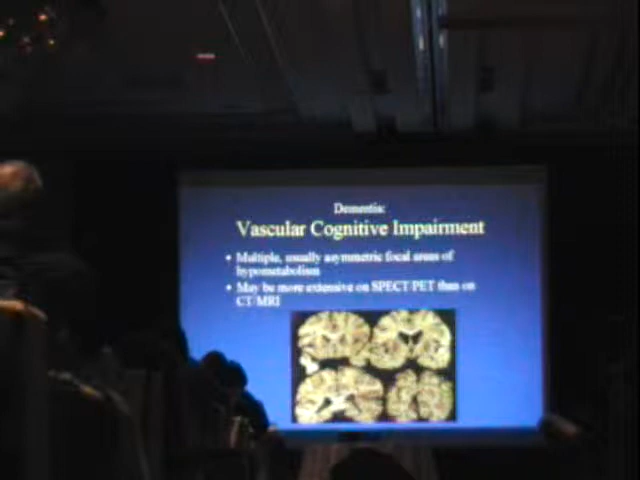 Dementia:
Vascular Cognitive Impairment
• Multiple, usually asymmetric focal areas of
hypometabolism
• May be more extensive on SPECT/PET than on
CT/MRI